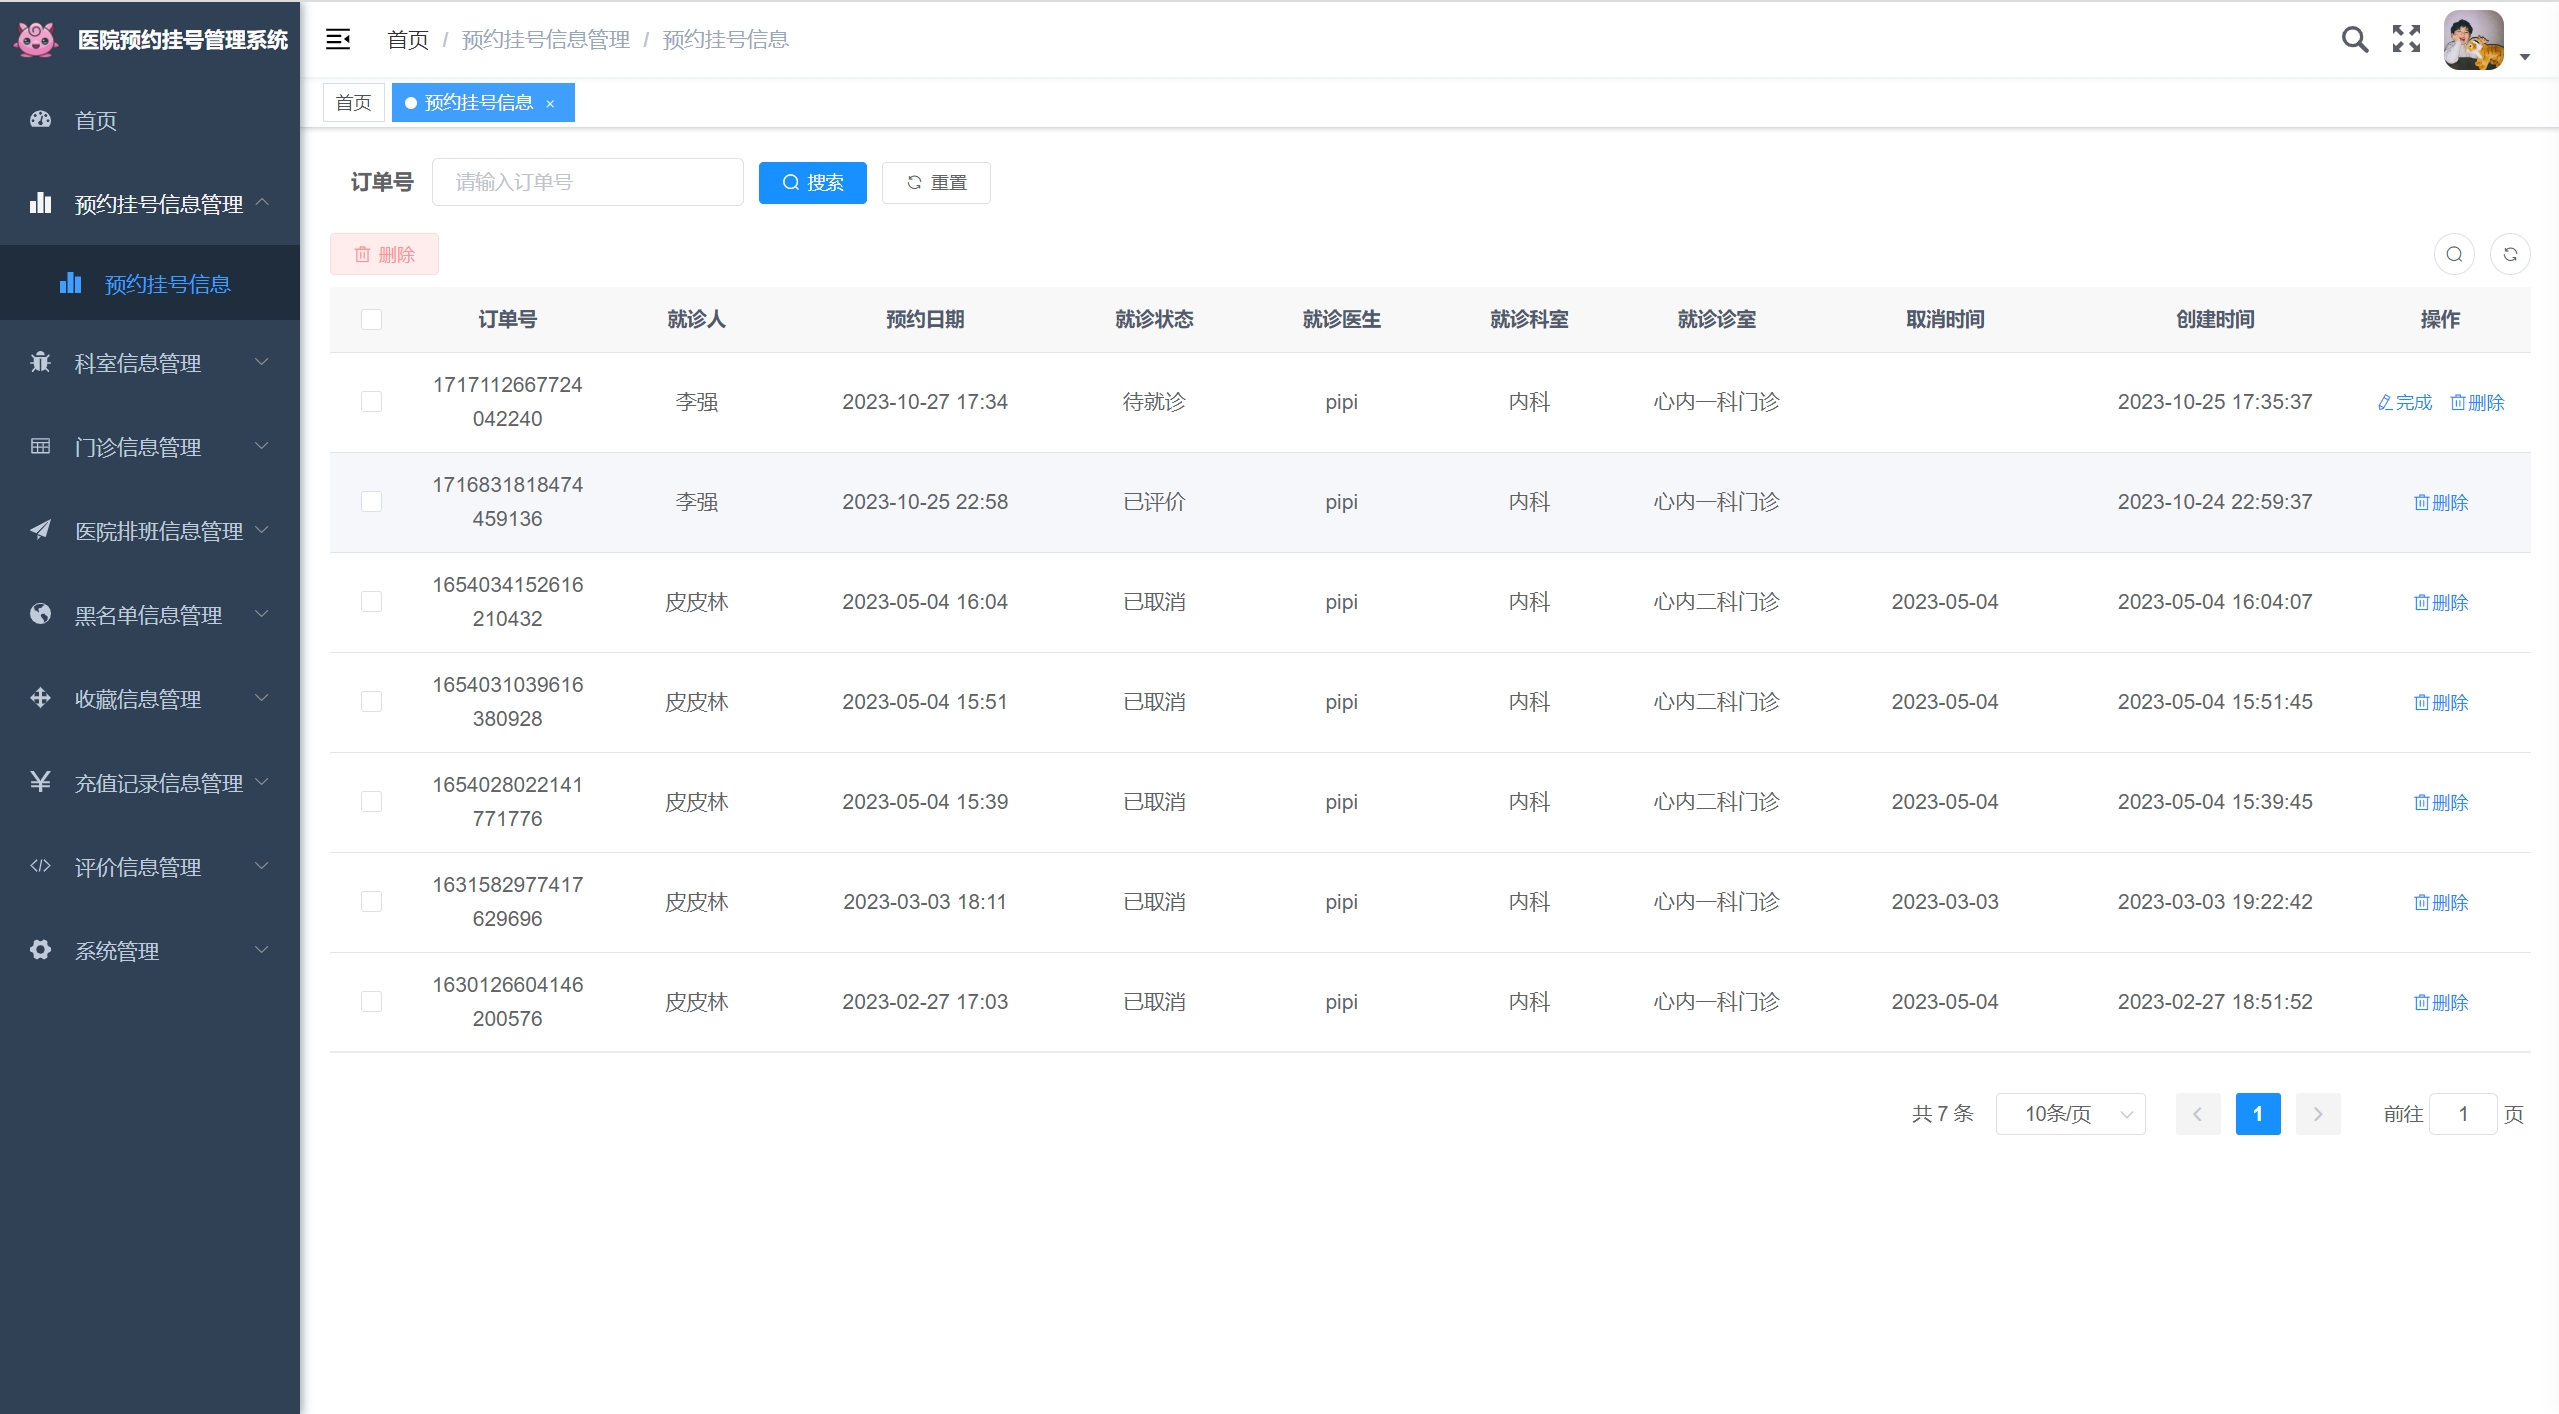 医院预约挂号管理系统
首页 / 预约挂号信息管理 / 预约挂号信息
首页
预约挂号信息 ×
首页
预约挂号信息管理
预约挂号信息
科室信息管理
门诊信息管理
医院排班信息管理
黑名单信息管理
收藏信息管理
充值记录信息管理
评价信息管理
系统管理
订单号 请输入订单号 搜索 重置
删除
订单号 就诊人 预约日期 就诊状态 就诊医生 就诊科室 就诊诊室 取消时间 创建时间 操作
1717112667724
042240 李强 2023-10-27 17:34 待就诊 pipi 内科 心内一科门诊 2023-10-25 17:35:37 完成 删除
1716831818474
459136 李强 2023-10-25 22:58 已评价 pipi 内科 心内一科门诊 2023-10-24 22:59:37 删除
1654034152616
210432 皮皮林 2023-05-04 16:04 已取消 pipi 内科 心内二科门诊 2023-05-04 2023-05-04 16:04:07 删除
1654031039616
380928 皮皮林 2023-05-04 15:51 已取消 pipi 内科 心内二科门诊 2023-05-04 2023-05-04 15:51:45 删除
1654028022141
771776 皮皮林 2023-05-04 15:39 已取消 pipi 内科 心内二科门诊 2023-05-04 2023-05-04 15:39:45 删除
1631582977417
629696 皮皮林 2023-03-03 18:11 已取消 pipi 内科 心内一科门诊 2023-03-03 2023-03-03 19:22:42 删除
1630126604146
200576 皮皮林 2023-02-27 17:03 已取消 pipi 内科 心内一科门诊 2023-05-04 2023-02-27 18:51:52 删除
共 7 条 10条/页 1 前往 1 页